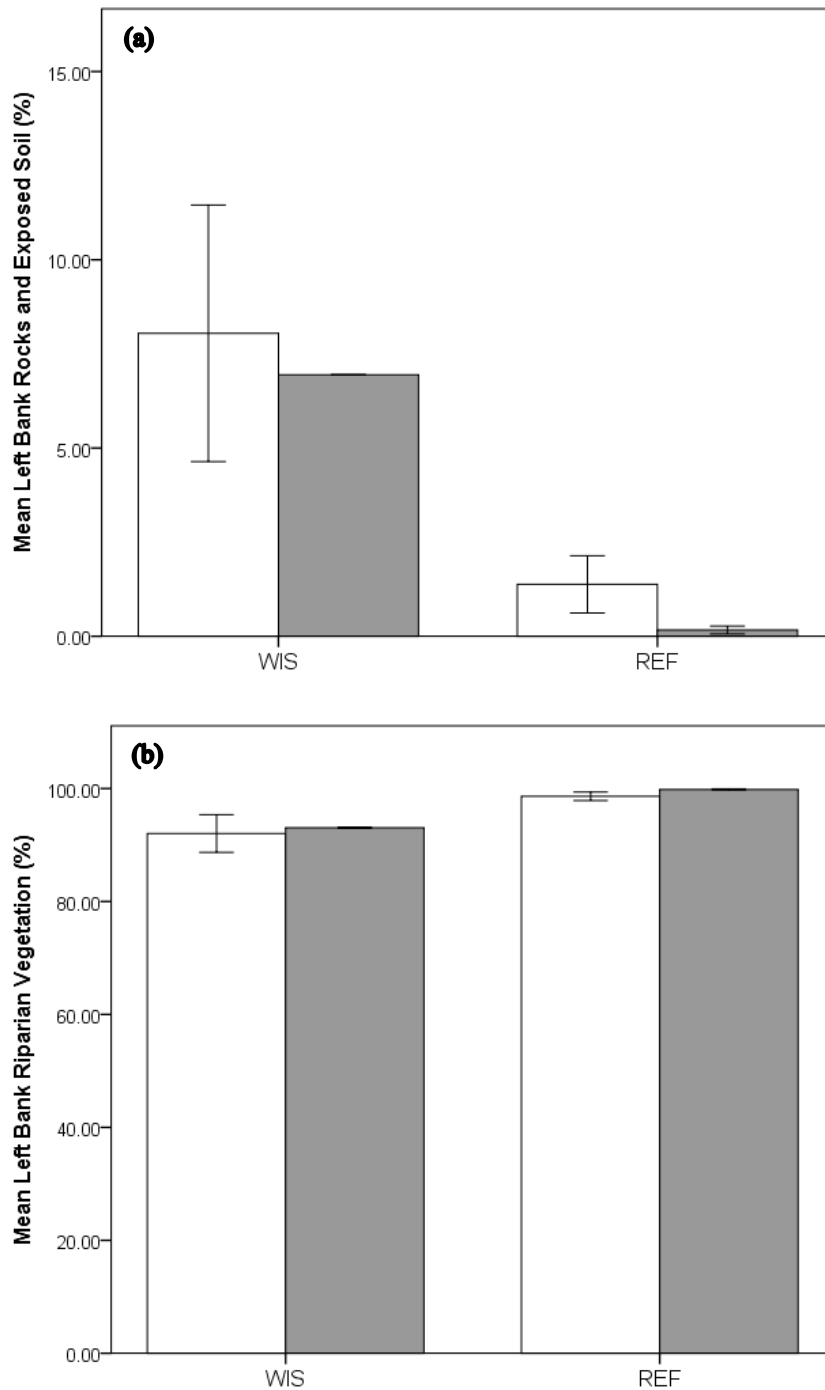 (a)
Mean Left Bank Rocks and Exposed Soil (%)
15.00
10.00
5.00
0.00
WIS REF
(b)
Mean Left Bank Riparian Vegetation (%)
100.00
80.00
60.00
40.00
20.00
0.00
WIS REF